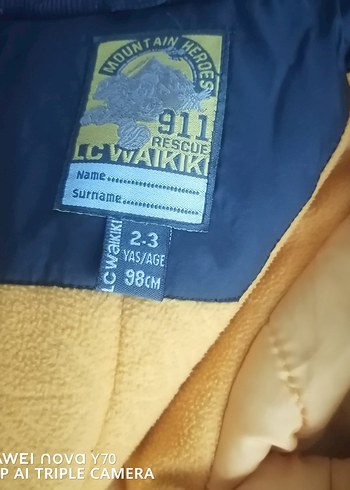 MOUNTAIN HEROES
911
RESCUE
LC WAIKIKI
Name
Surname
LC WAIKIKI
2-3
YAS/AGE
98CM
AWEI nova Y70
P AI TRIPLE CAMERA